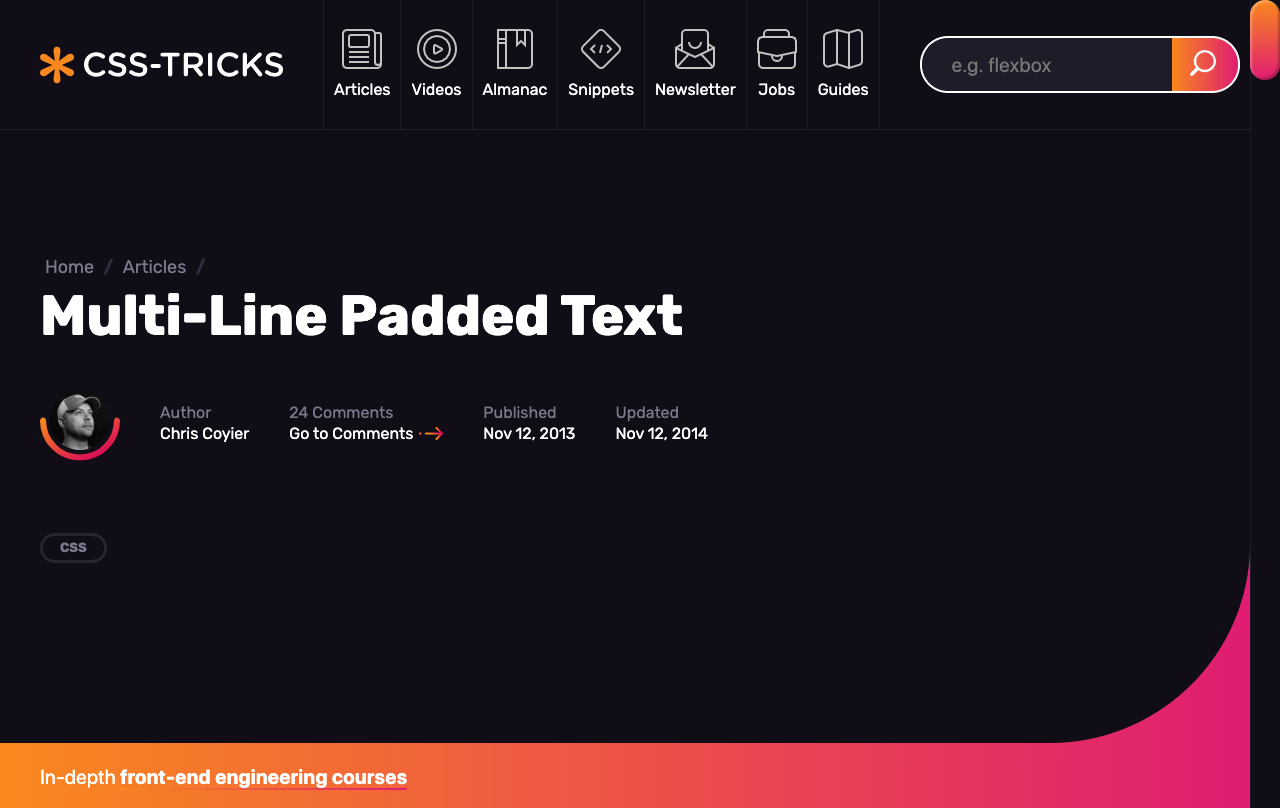 CSS-TRICKS
Articles
Videos
Almanac
Snippets
Newsletter
Jobs
Guides
e.g. flexbox
Home / Articles /
Multi-Line Padded Text
Author
Chris Coyier
24 Comments
Go to Comments
Published
Nov 12, 2013
Updated
Nov 12, 2014
CSS
In-depth front-end engineering courses